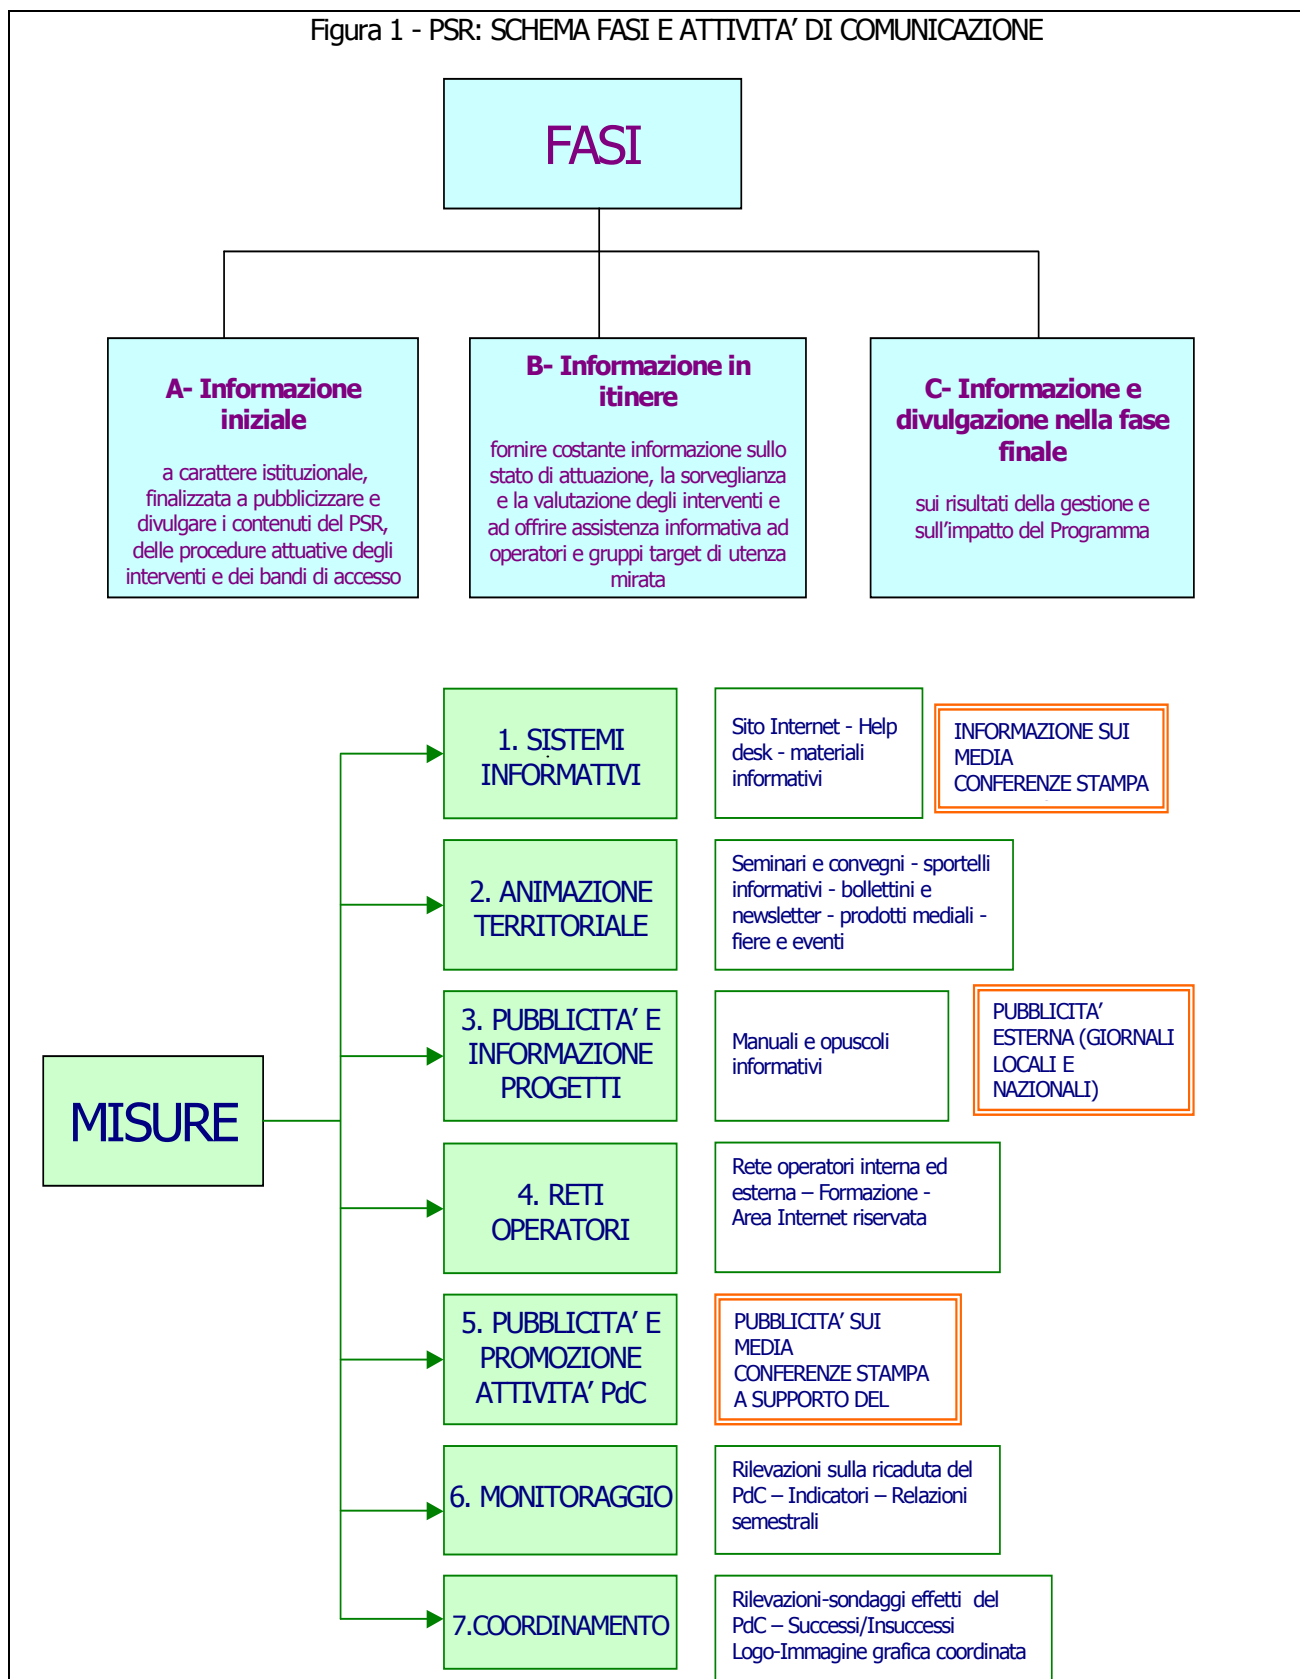 Figura 1 - PSR: SCHEMA FASI E ATTIVITA’ DI COMUNICAZIONE
FASI
A- Informazione
iniziale
a carattere istituzionale,
finalizzata a pubblicizzare e
divulgare i contenuti del PSR,
delle procedure attuative degli
interventi e dei bandi di accesso
B- Informazione in
itinere
fornire costante informazione sullo
stato di attuazione, la sorveglianza
e la valutazione degli interventi e
ad offrire assistenza informativa ad
operatori e gruppi target di utenza
mirata
C- Informazione e
divulgazione nella fase
finale
sui risultati della gestione e
sull’impatto del Programma
MISURE
1. SISTEMI
INFORMATIVI
Sito Internet - Help
desk - materiali
informativi
INFORMAZIONE SUI
MEDIA
CONFERENZE STAMPA
2. ANIMAZIONE
TERRITORIALE
Seminari e convegni - sportelli
informativi - bollettini e
newsletter - prodotti mediali -
fiere e eventi
3. PUBBLICITA’ E
INFORMAZIONE
PROGETTI
Manuali e opuscoli
informativi
PUBBLICITA’
ESTERNA (GIORNALI
LOCALI E
NAZIONALI)
4. RETI
OPERATORI
Rete operatori interna ed
esterna – Formazione -
Area Internet riservata
5. PUBBLICITA’ E
PROMOZIONE
ATTIVITA’ PdC
PUBBLICITA’ SUI
MEDIA
CONFERENZE STAMPA
A SUPPORTO DEL
6. MONITORAGGIO
Rilevazioni sulla ricaduta del
PdC – Indicatori – Relazioni
semestrali
7.COORDINAMENTO
Rilevazioni-sondaggi effetti  del
PdC – Successi/Insuccessi
Logo-Immagine grafica coordinata